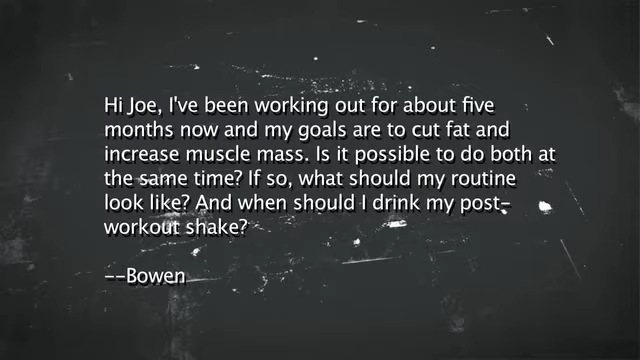 Hi Joe, I've been working out for about five
months now and my goals are to cut fat and
increase muscle mass. Is it possible to do both at
the same time? If so, what should my routine
look like? And when should I drink my post-
workout shake?
--Bowen